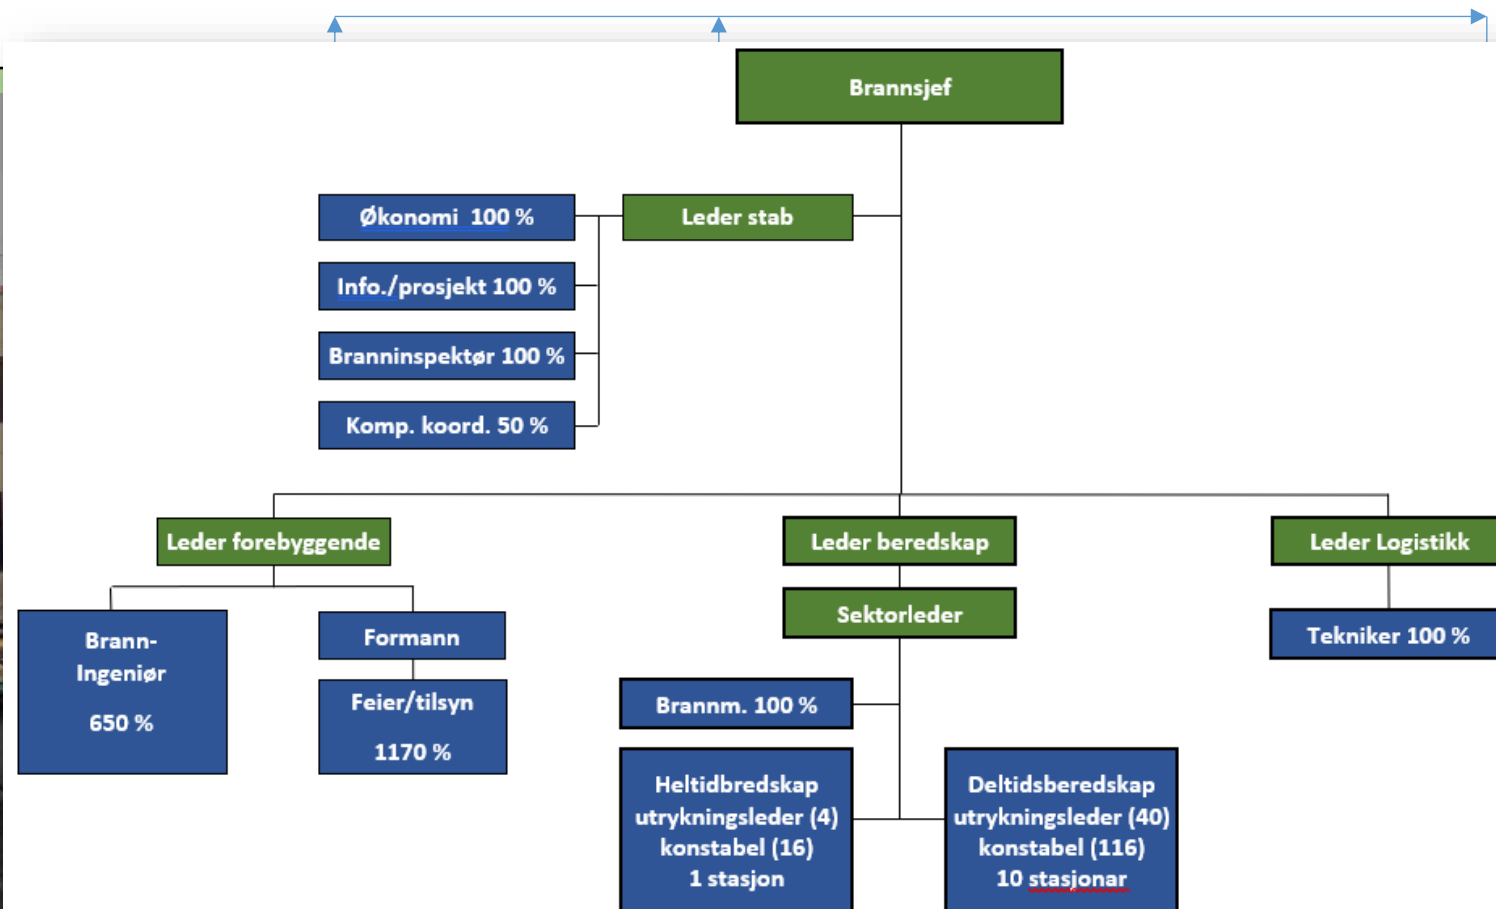 Brannsjef
Økonomi 100 %
Leder stab
Info./prosjekt 100 %
Branninspektør 100 %
Komp. koord. 50 %
Leder forebyggende
Leder beredskap
Leder Logistikk
Sektorleder
Brann-
Ingeniør
650 %
Formann
Feier/tilsyn
1170 %
Tekniker 100 %
Brannm. 100 %
Heltidbredskap
utrykningsleder (4)
konstabel (16)
1 stasjon
Deltidsberedskap
utrykningsleder (40)
konstabel (116)
10 stasjonar